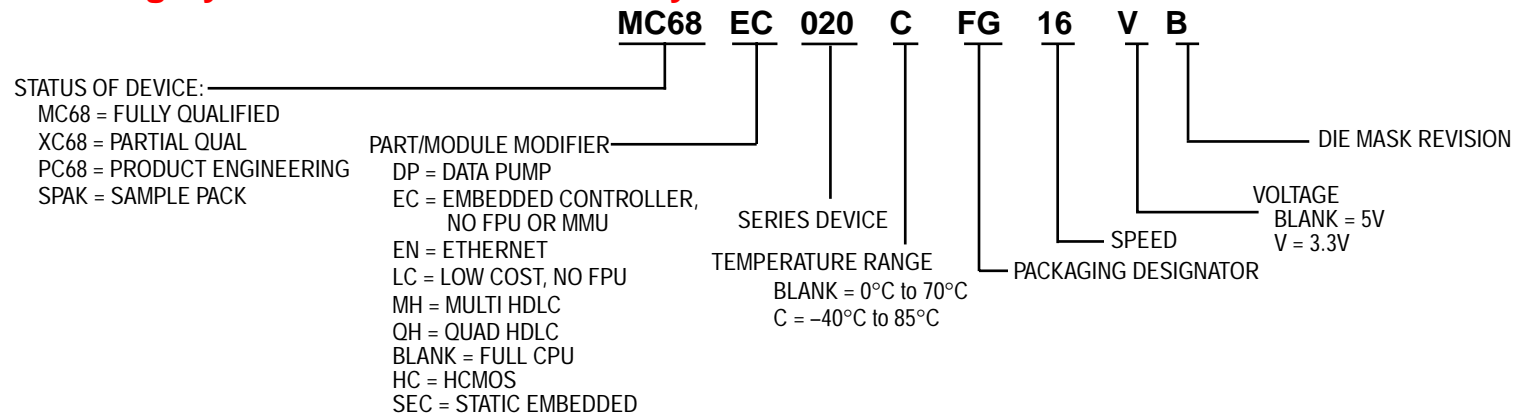 MC68 EC 020 C FG 16 V B
STATUS OF DEVICE:
MC68 = FULLY QUALIFIED
XC68 = PARTIAL QUAL
PC68 = PRODUCT ENGINEERING
SPAK = SAMPLE PACK
PART/MODULE MODIFIER
DP = DATA PUMP
EC = EMBEDDED CONTROLLER,
NO FPU OR MMU
EN = ETHERNET
LC = LOW COST, NO FPU
MH = MULTI HDLC
QH = QUAD HDLC
BLANK = FULL CPU
HC = HCMOS
SEC = STATIC EMBEDDED
SERIES DEVICE
TEMPERATURE RANGE
BLANK = 0°C to 70°C
C = –40°C to 85°C
PACKAGING DESIGNATOR
SPEED
VOLTAGE
BLANK = 5V
V = 3.3V
DIE MASK REVISION